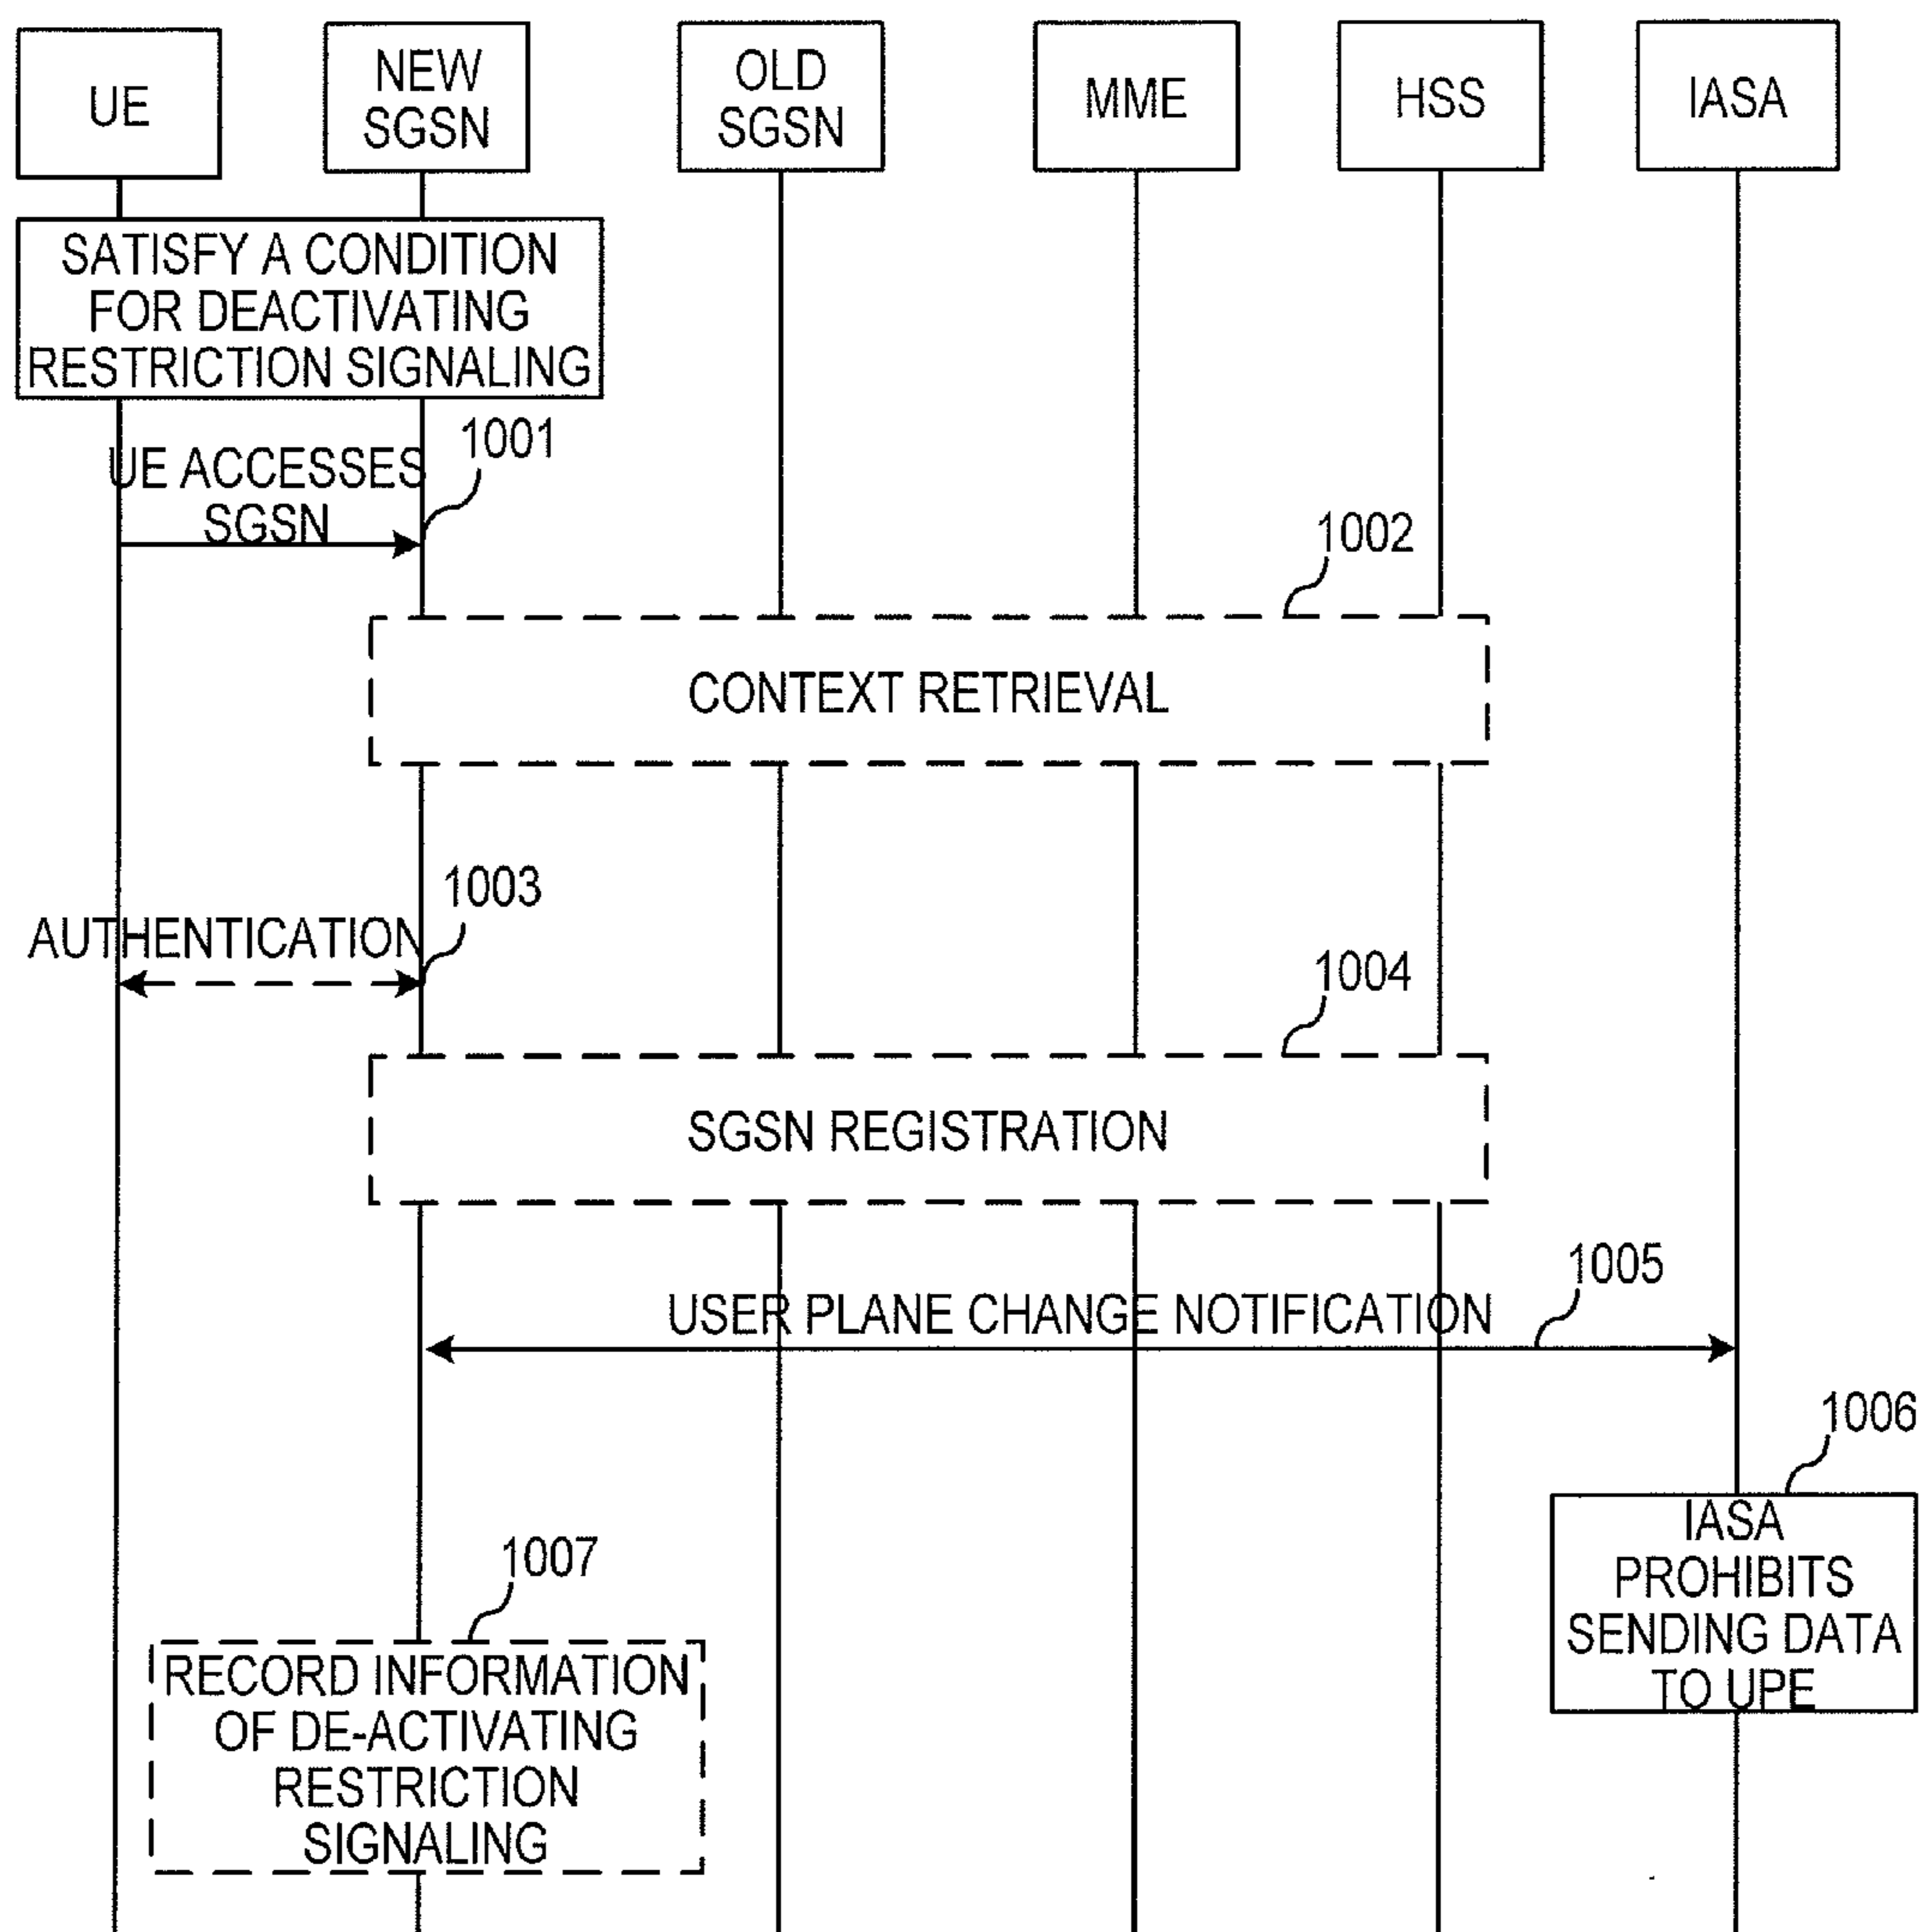 UE
NEW
SGSN
OLD
SGSN
MME
HSS
IASA
SATISFY A CONDITION
FOR DEACTIVATING
RESTRICTION SIGNALING
1001
UE ACCESSES
SGSN
1002
CONTEXT RETRIEVAL
1003
AUTHENTICATION
1004
SGSN REGISTRATION
1005
USER PLANE CHANGE NOTIFICATION
1006
IASA
PROHIBITS
SENDING DATA
TO UPE
1007
RECORD INFORMATION
OF DE-ACTIVATING
RESTRICTION
SIGNALING